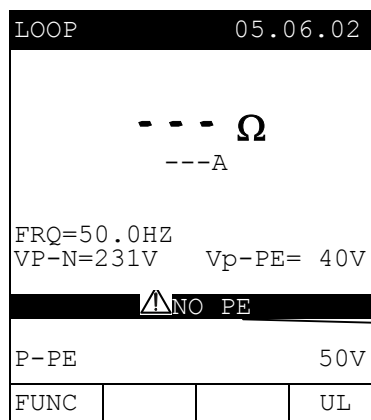 LOOP 05.06.02
- - - Ω
---A
FRQ=50.0HZ
VP-N=231V Vp-PE= 40V
NO PE
P-PE 50V
FUNC UL